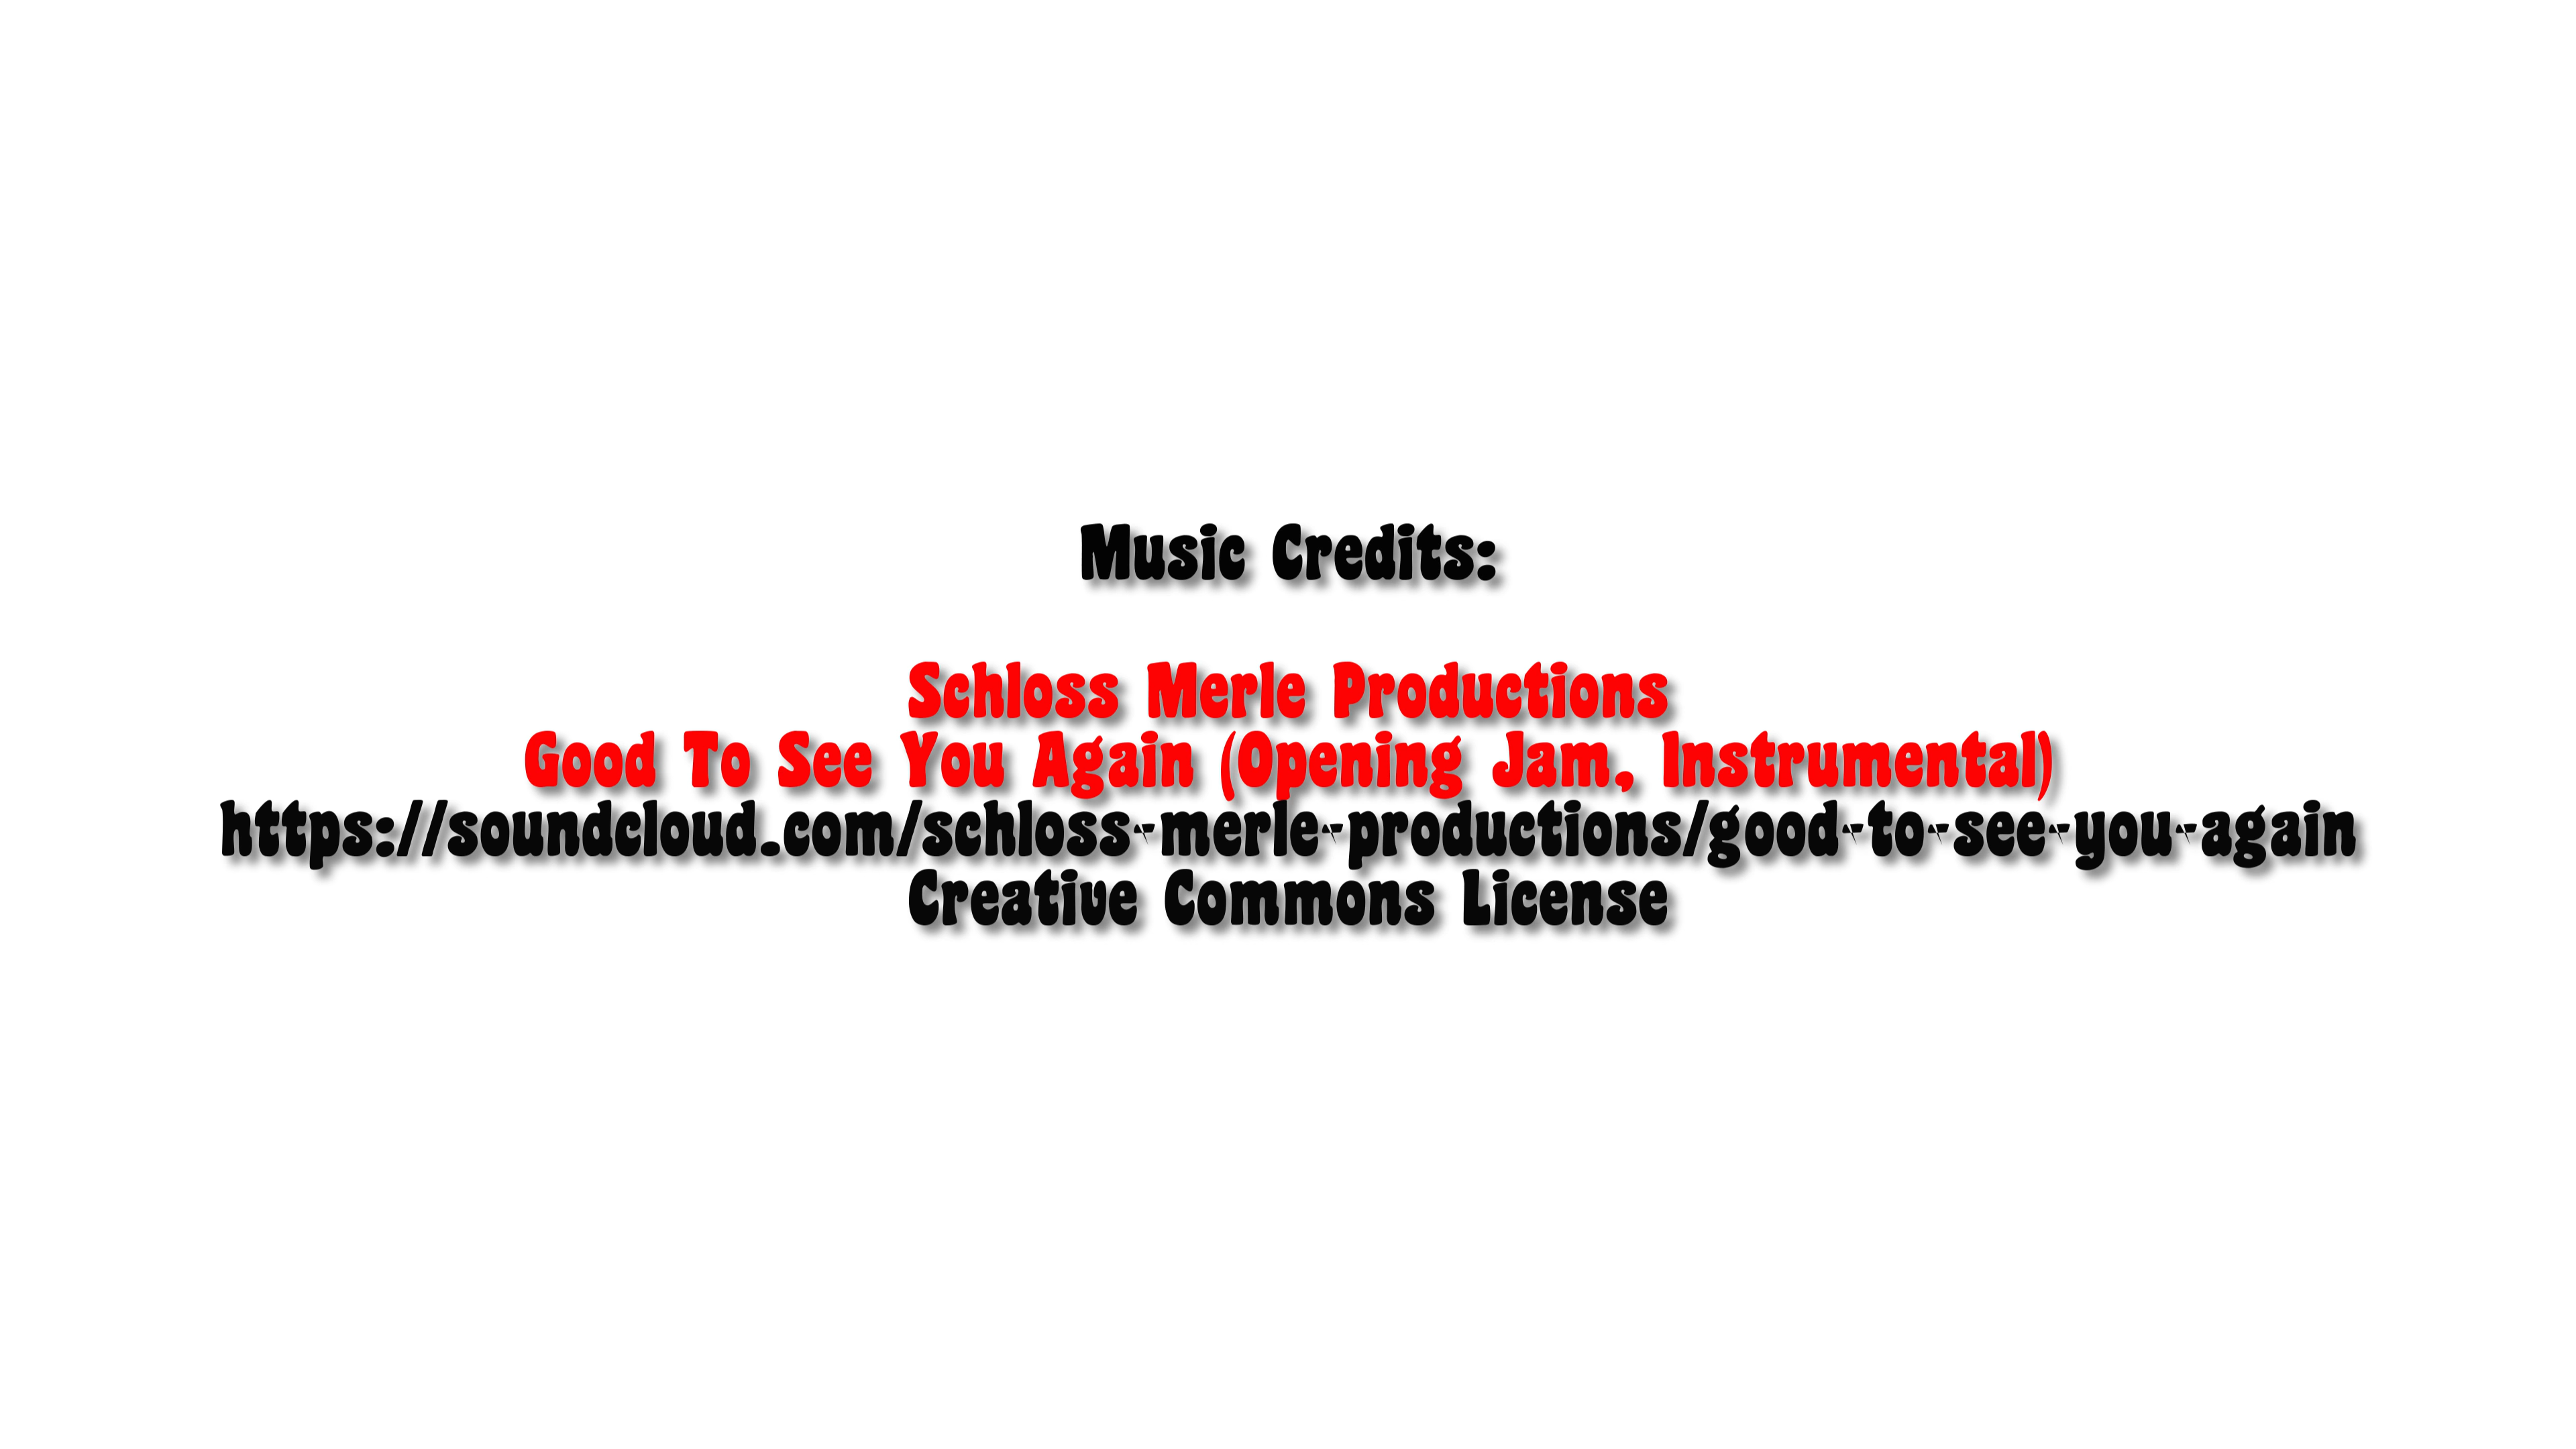 Music Credits:
Schloss Merle Productions
Good To See You Again (Opening Jam, Instrumental)
https://soundcloud.com/schloss-merle-productions/good-to-see-you-again
Creative Commons License